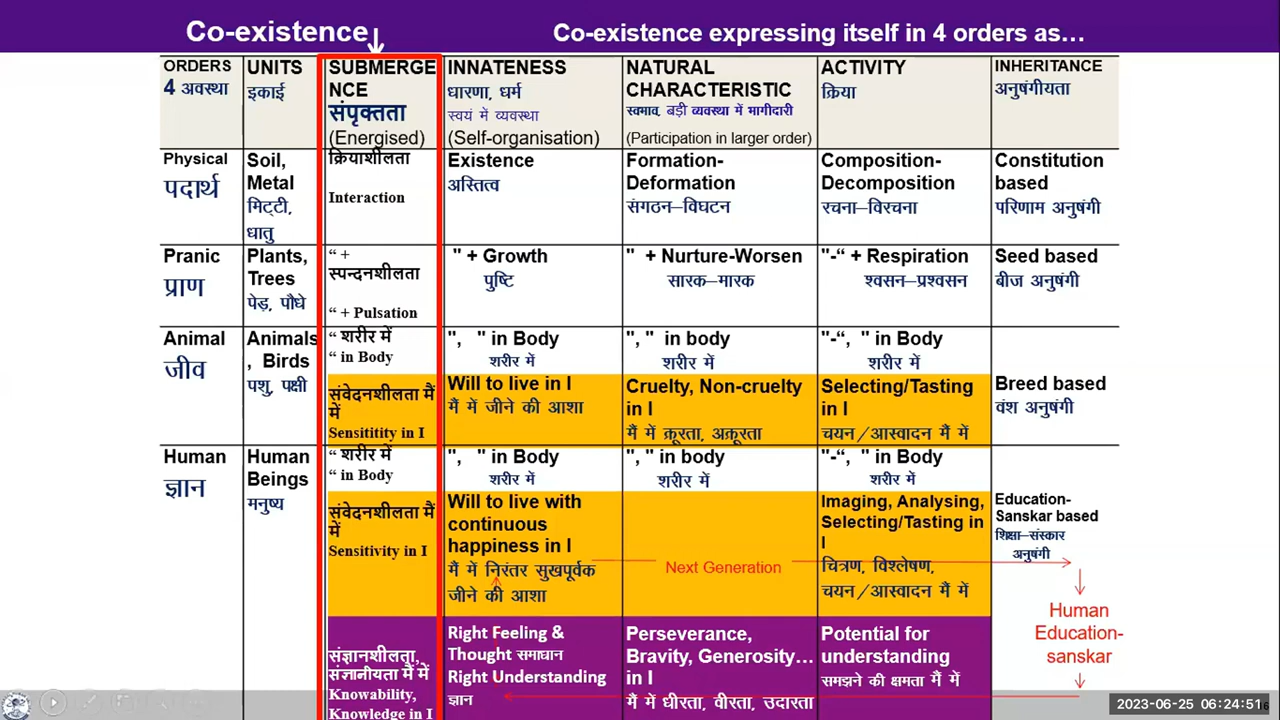 Co-existence
Co-existence expressing itself in 4 orders as…
ORDERS
4 अवस्था
UNITS
इकाई
SUBMERGE
NCE
संपृक्तता
(Energised)
INNATENESS
धारणा, धर्म
स्वयं में व्यवस्था
(Self-organisation)
NATURAL
CHARACTERISTIC
स्वभाव, बड़ी व्यवस्था में भागीदारी
(Participation in larger order)
ACTIVITY
क्रिया
INHERITANCE
अनुषंगीयता
Physical
पदार्थ
Soil,
Metal
मिट्टी,
धातु
क्रियाशीलता
Interaction
Existence
अस्तित्व
Formation-
Deformation
संगठन–विघटन
Composition-
Decomposition
रचना–विरचना
Constitution
based
परिणाम अनुषंगी
Pranic
प्राण
Plants,
Trees
पेड़, पौधे
“ +
स्पन्दनशीलता
“ + Pulsation
" + Growth
पुष्टि
" + Nurture-Worsen
सारक–मारक
"-“ + Respiration
श्वसन–प्रश्वसन
Seed based
बीज अनुषंगी
Animal
जीव
Animals
, Birds
पशु, पक्षी
“ शरीर में
“ in Body
", " in Body
शरीर में
", " in body
शरीर में
"-“, " in Body
शरीर में
संवेदनशीलता मैं
में
Sensitity in I
Will to live in I
मैं में जीने की आशा
Cruelty, Non-cruelty
in I
मैं में क्रूरता, अक्रूरता
Selecting/Tasting
in I
चयन/आस्वादन मैं में
Breed based
वंश अनुषंगी
Human
ज्ञान
Human
Beings
मनुष्य
“ शरीर में
“ in Body
", " in Body
शरीर में
", " in body
शरीर में
"-“, " in Body
शरीर में
संवेदनशीलता मैं
में
Sensitivity in I
Will to live with
continuous
happiness in I
मैं में निरंतर सुखपूर्वक
जीने की आशा
Next Generation
Imaging, Analysing,
Selecting/Tasting in
I
चित्रण, विश्लेषण,
चयन/आस्वादन मैं में
Education-
Sanskar based
शिक्षा–संस्कार
अनुषंगी
Human
Education-
sanskar
संज्ञानशीलता,
संज्ञानीयता मैं में
Knowability,
Knowledge in I
Right Feeling &
Thought समाधान
Right Understanding
ज्ञान
Perseverance,
Bravity, Generosity…
in I
मैं में धीरता, वीरता, उदारता
Potential for
understanding
समझने की क्षमता मैं में
2023-06-25 06:24:51
16